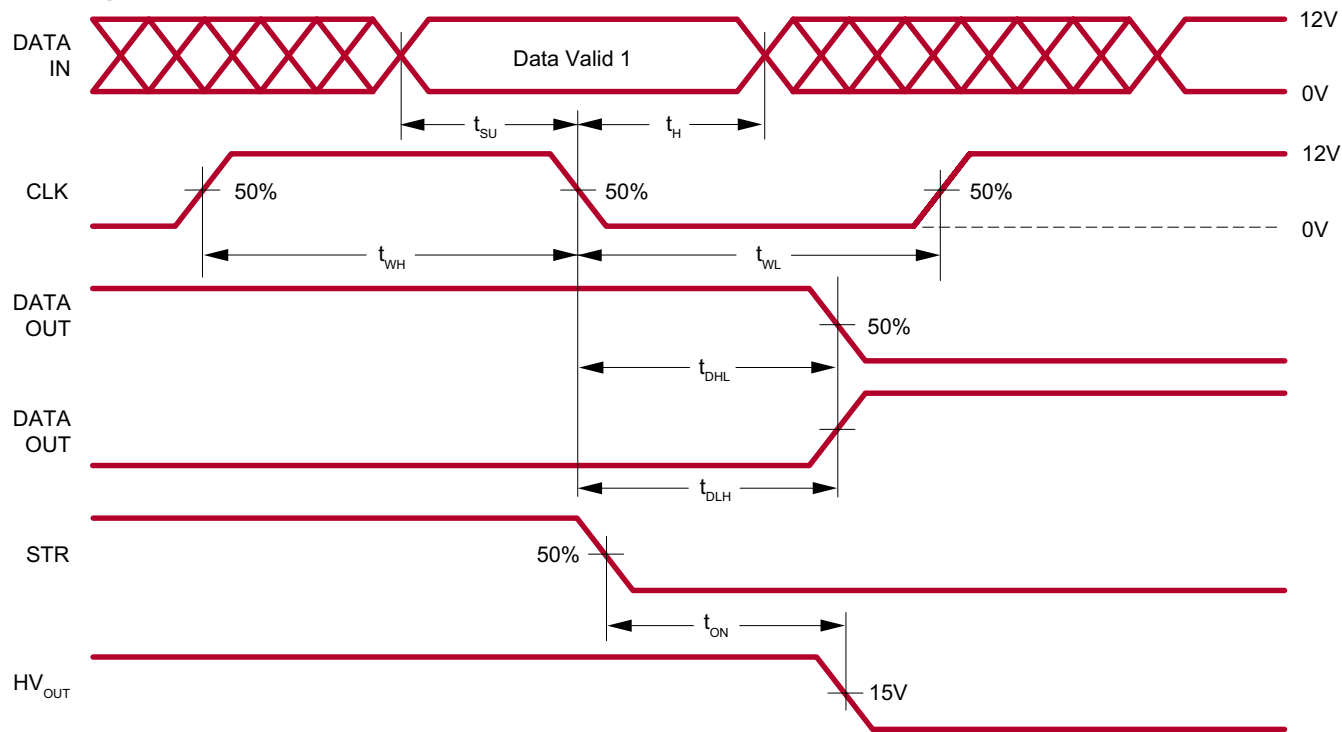 12V
DATA
IN
Data Valid 1
0V
tSU
tH
12V
CLK
50%
50%
50%
0V
tWH
tWL
DATA
OUT
50%
tDHL
DATA
OUT
tDLH
STR
50%
tON
HVOUT
15V